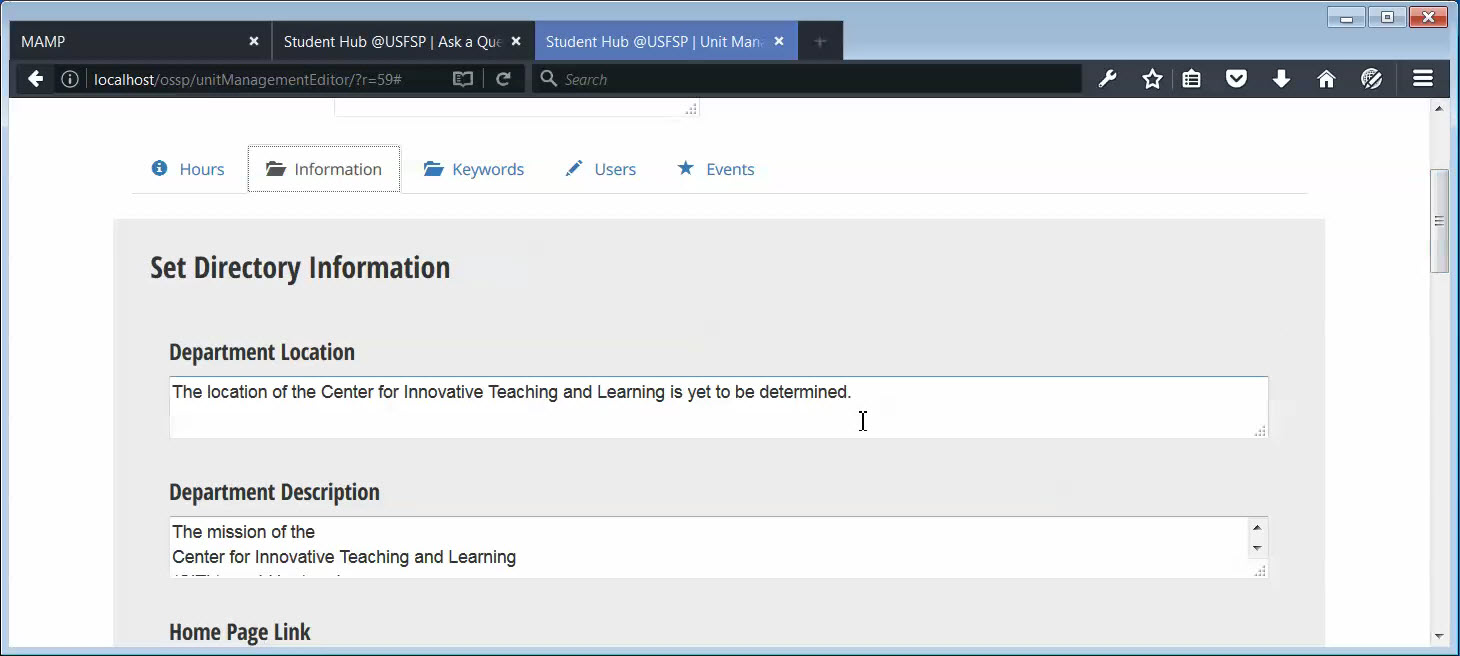 MAMP
Student Hub @USFSP | Ask a Que
Student Hub @USFSP | Unit Man
localhost/ossp/unitManagementEditor/?r=59#
Search
Hours
Information
Keywords
Users
Events
Set Directory Information
Department Location
The location of the Center for Innovative Teaching and Learning is yet to be determined.
Department Description
The mission of the
Center for Innovative Teaching and Learning
Home Page Link